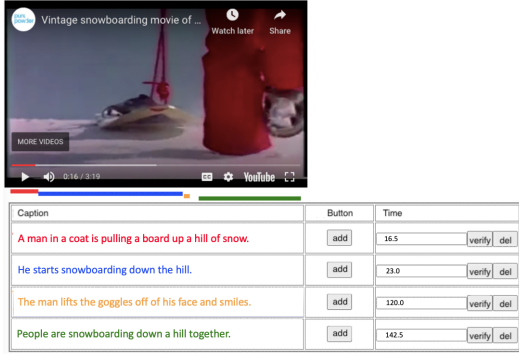 pure
powder
Vintage snowboarding movie of ...
Watch later
Share
MORE VIDEOS
0:16 / 3:19
CC
YouTube
Caption Button Time
A man in a coat is pulling a board up a hill of snow. add 16.5 verify del
He starts snowboarding down the hill. add 23.0 verify del
The man lifts the goggles off of his face and smiles. add 120.0 verify del
People are snowboarding down a hill together. add 142.5 verify del